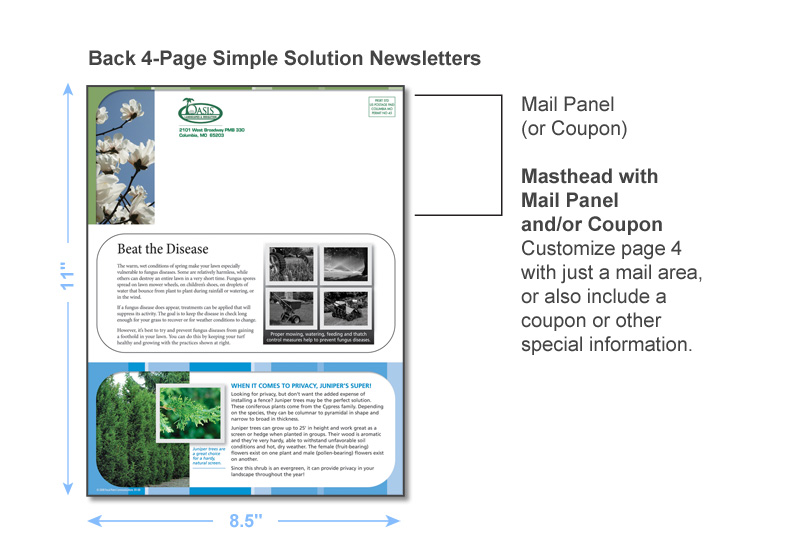 Back 4-Page Simple Solution Newsletters
OASIS
2101 West Broadway PMB 330
Columbia, MO 65203
Mail Panel
(or Coupon)
Masthead with
Mail Panel
and/or Coupon
Customize page 4
with just a mail area,
or also include a
coupon or other
special information.
11"
Beat the Disease
The warm, wet conditions of spring make your lawn especially
vulnerable to fungus diseases. Some are relatively harmless, while
others can destroy an entire lawn in a very short time. Fungus spores
spread on lawn mower wheels, on children's shoes, on droplets of
water that bounce from plant to plant during rainfall or watering, or
in the wind.
If a fungus disease does appear, treatments can be applied that will
suppress its activity. The goal is to keep the disease in check long
enough for your grass to recover or for weather conditions to change.
However, it's best to try and prevent fungus diseases from gaining
a foothold in your lawn. You can do this by keeping your turf
healthy and growing with the practices shown at right.
Proper mowing, watering, feeding and thatch
control measures help to prevent fungus diseases.
WHEN IT COMES TO PRIVACY, JUNIPER'S SUPER!
Looking for privacy, but don't want the added expense of
installing a fence? Juniper trees may be the perfect solution.
These coniferous plants come from the Cypress family. Depending
on the species, they can be columnar to pyramidal in shape and
narrow to broad in thickness.
Juniper trees can grow up to 25' in height and work great as a
screen or hedge when planted in groups. Their wood is aromatic
and they're very hardy, able to withstand unfavorable soil
conditions and hot, dry weather. The female (fruit-bearing)
flowers exist on one plant and male (pollen-bearing) flowers exist
on another.
Since this shrub is an evergreen, it can provide privacy in your
landscape throughout the year!
Juniper trees are
a great choice
for a hardy,
natural screen.
8.5"